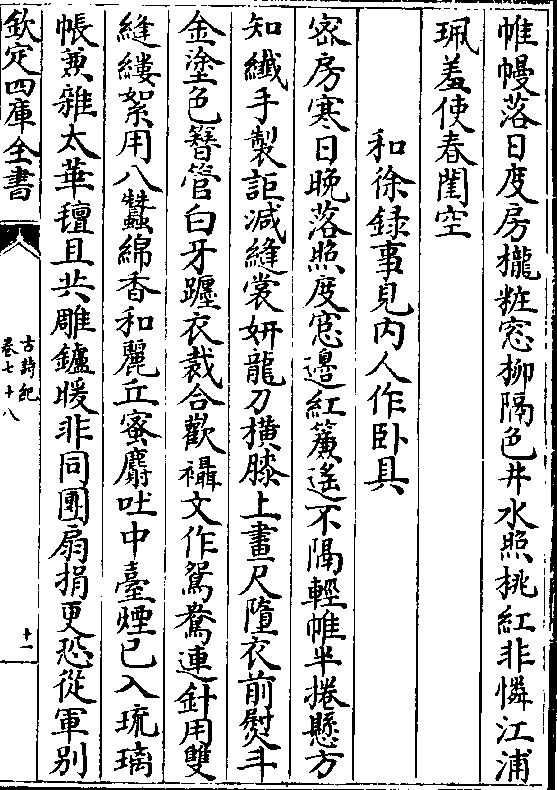 帷幔落日度房櫳粧窓柳隔色井水照桃紅非憐江浦
珮羞使春閨空
和徐録事見内人作卧具
密房寒日晩落照度窓邊紅簾遥不隔輕帷半捲懸方
知纎手製詎減縫裳妍龍刀横膝上畫尺墮衣前熨斗
金塗色簪管白牙纒衣裁合歡襵文作鴛鴦連針用雙
縫縷絮用八蠶綿香和麗丘蜜麝吐中臺煙已入琉璃
帳兼雜太華氊且共雕鑪暖非同團扇捐更恐從軍别
欽定四庫全書
古詩紀
卷七十八
十一